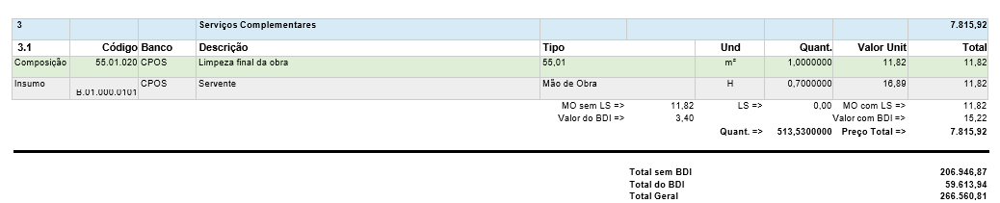 3 Serviços Complementares 7.815,92
3.1 Código Banco Descrição Tipo Und Quant. Valor Unit Total
Composição 55.01.020 CPOS Limpeza final da obra 55,01 m² 1,0000000 11,82 11,82
Insumo B.01.000.0101 CPOS Servente Mão de Obra H 0,7000000 16,89 11,82
MO sem LS => 11,82 LS => 0,00 MO com LS => 11,82
Valor do BDI => 3,40 Valor com BDI => 15,22
Quant. => 513,5300000 Preço Total => 7.815,92
Total sem BDI 206.946,87
Total do BDI 59.613,94
Total Geral 266.560,81